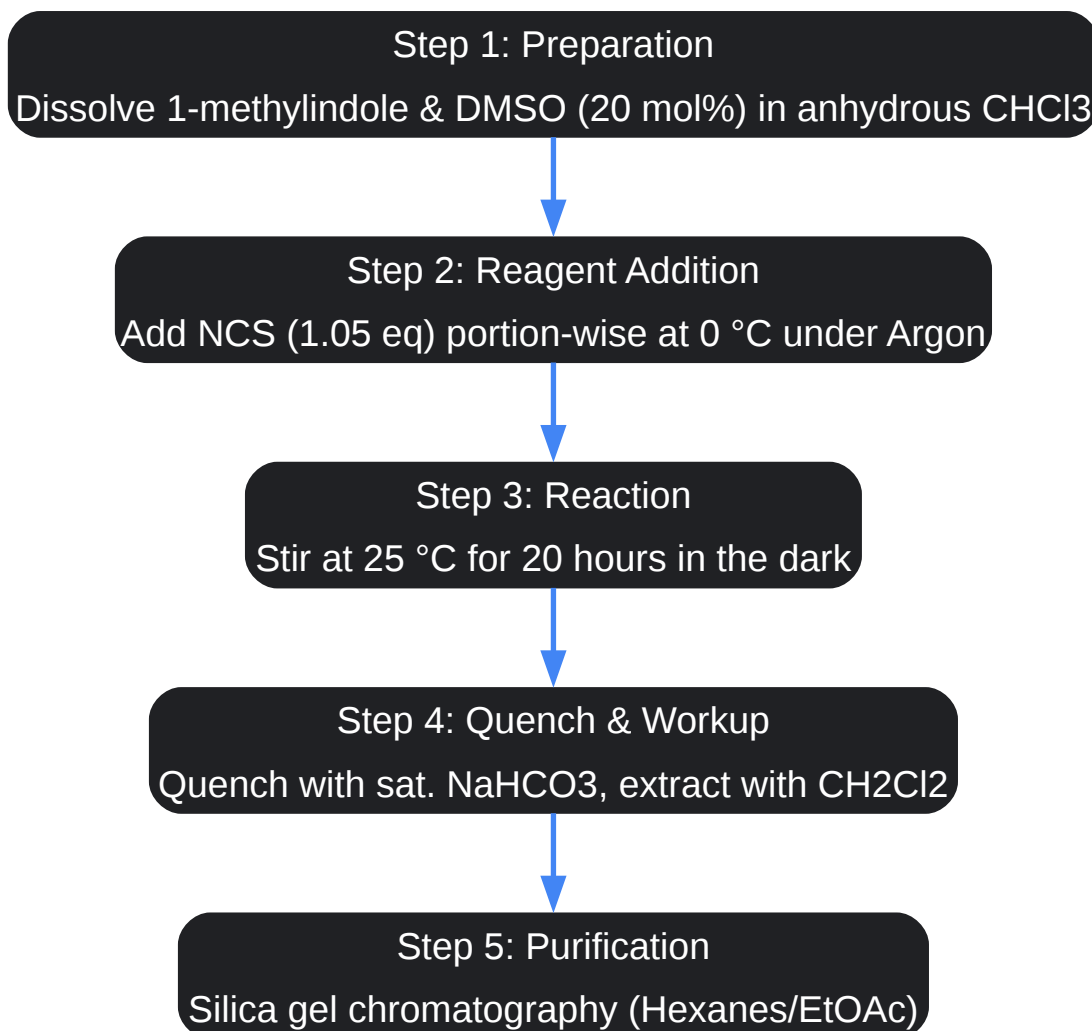 Step 1: Preparation
Dissolve 1-methylindole & DMSO (20 mol%) in anhydrous CHCl3
Step 2: Reagent Addition
Add NCS (1.05 eq) portion-wise at 0 °C under Argon
Step 3: Reaction
Stir at 25 °C for 20 hours in the dark
Step 4: Quench & Workup
Quench with sat. NaHCO3, extract with CH2Cl2
Step 5: Purification
Silica gel chromatography (Hexanes/EtOAc)